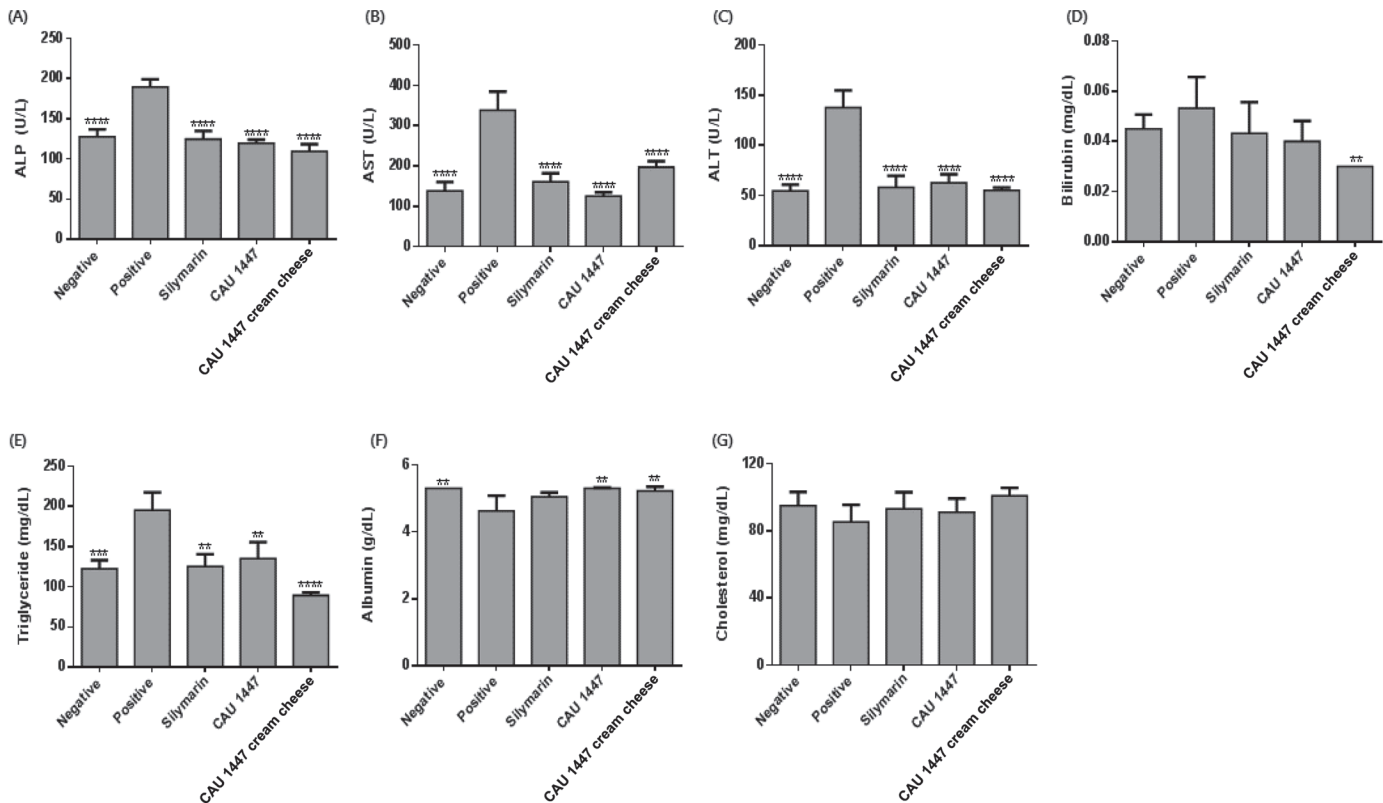 (A)
ALP (U/L)
250
200
150
100
50
0
****
****
****
****
Negative
Positive
Silymarin
CAU 1447
CAU 1447 cream cheese
(B)
AST (U/L)
500
400
300
200
100
0
****
****
****
****
Negative
Positive
Silymarin
CAU 1447
CAU 1447 cream cheese
(C)
ALT (U/L)
200
150
100
50
0
****
****
****
****
Negative
Positive
Silymarin
CAU 1447
CAU 1447 cream cheese
(D)
Bilirubin (mg/dL)
0.08
0.06
0.04
0.02
0.00
**
Negative
Positive
Silymarin
CAU 1447
CAU 1447 cream cheese
(E)
Triglyceride (mg/dL)
250
200
150
100
50
0
***
**
**
****
Negative
Positive
Silymarin
CAU 1447
CAU 1447 cream cheese
(F)
Albumin (g/dL)
6
4
2
0
**
**
**
Negative
Positive
Silymarin
CAU 1447
CAU 1447 cream cheese
(G)
Cholesterol (mg/dL)
120
80
40
0
Negative
Positive
Silymarin
CAU 1447
CAU 1447 cream cheese